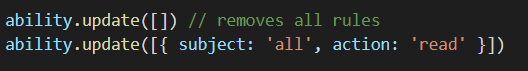 ability.update([]) // removes all rules
ability.update([{ subject: 'all', action: 'read' }])